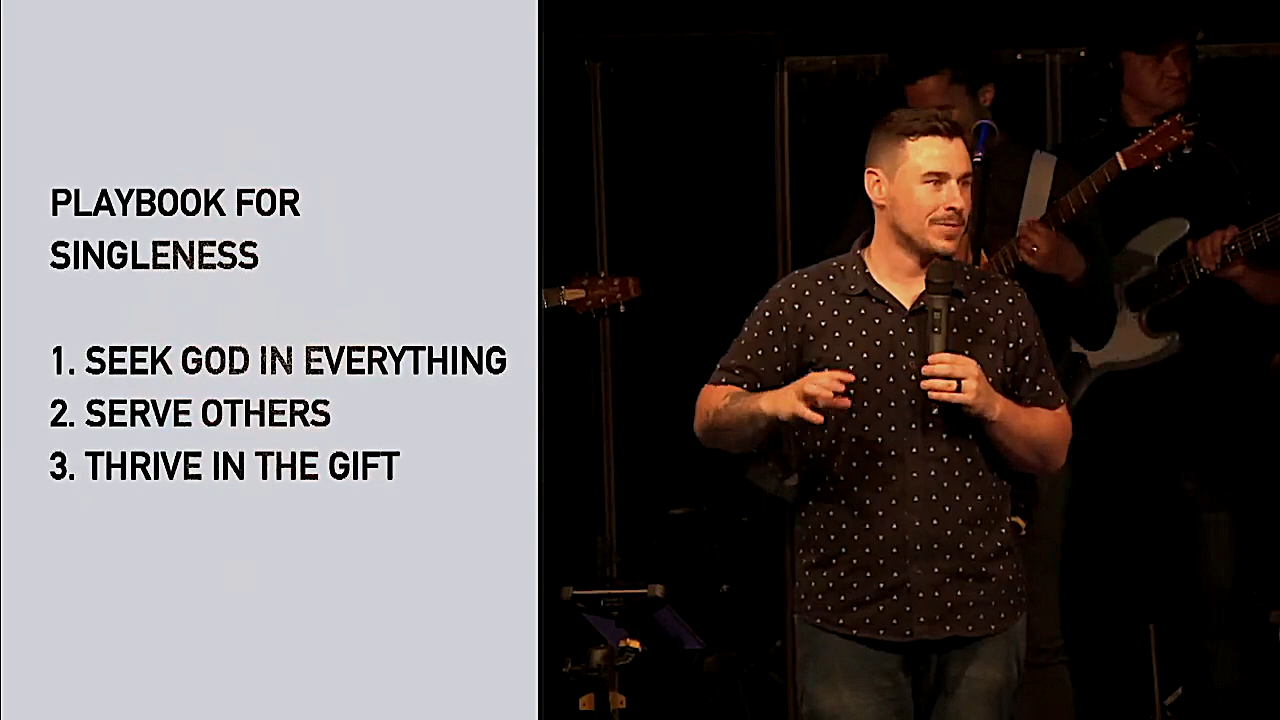 PLAYBOOK FOR
SINGLENESS
1. SEEK GOD IN EVERYTHING
2. SERVE OTHERS
3. THRIVE IN THE GIFT